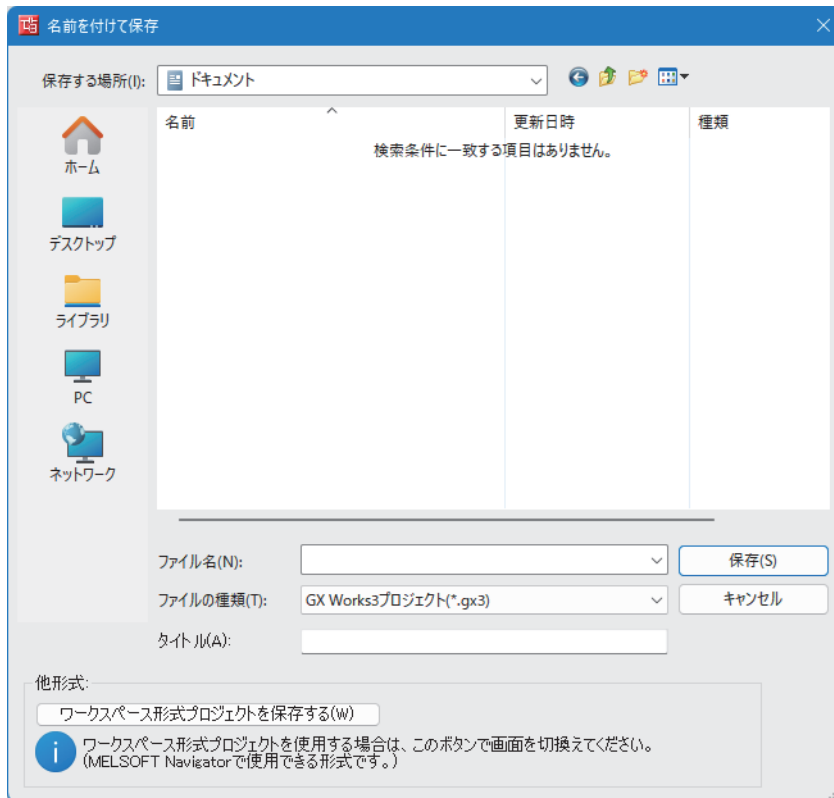 名前を付けて保存
保存する場所(I):
ドキュメント
名前
更新日時
種類
検索条件に一致する項目はありません。
ホーム
デスクトップ
ライブラリ
PC
ネットワーク
ファイル名(N):
保存(S)
ファイルの種類(T):
GX Works3プロジェクト(*.gx3)
キャンセル
タイトル(A):
他形式:
ワークスペース形式プロジェクトを保存する(W)
ワークスペース形式プロジェクトを使用する場合は、このボタンで画面を切換えてください。
(MELSOFT Navigatorで使用できる形式です。)